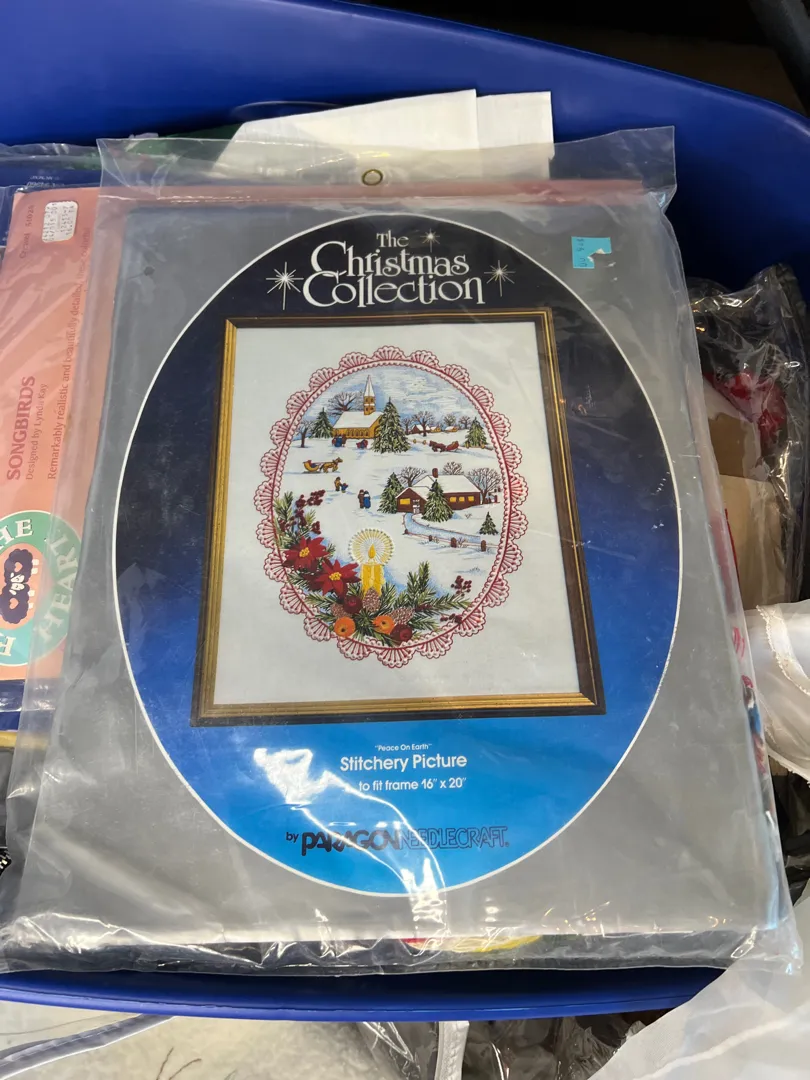 The
Christmas
Collection
"Peace On Earth"
Stitchery Picture
to fit frame 16" x 20"
by PARAGON NEEDLECRAFT®
SONGBIRDS
Designed by Lynda Kay
Remarkably realistic and beautifully detailed
THE
HEART